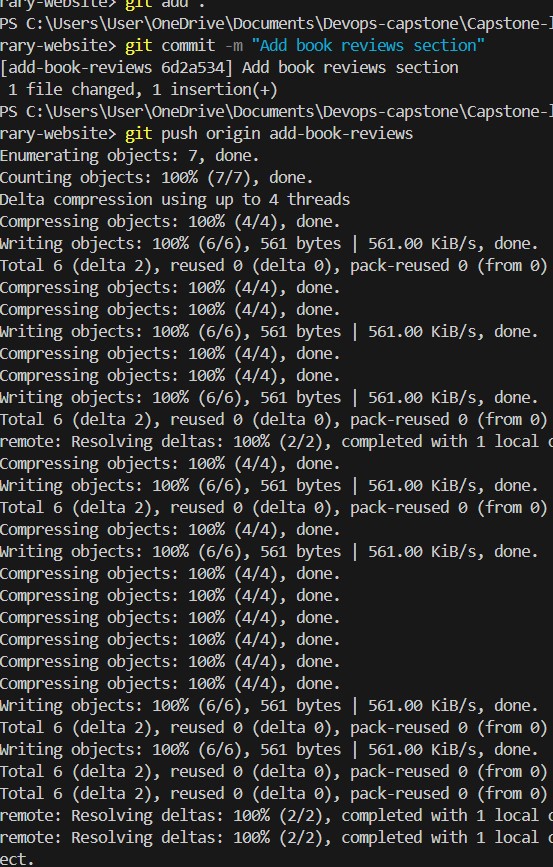 rary-website> git add .
PS C:\Users\User\OneDrive\Documents\Devops-capstone\Capstone-l
rary-website> git commit -m "Add book reviews section"
[add-book-reviews 6d2a534] Add book reviews section
 1 file changed, 1 insertion(+)
PS C:\Users\User\OneDrive\Documents\Devops-capstone\Capstone-l
rary-website> git push origin add-book-reviews
Enumerating objects: 7, done.
Counting objects: 100% (7/7), done.
Delta compression using up to 4 threads
Compressing objects: 100% (4/4), done.
Writing objects: 100% (6/6), 561 bytes | 561.00 KiB/s, done.
Total 6 (delta 2), reused 0 (delta 0), pack-reused 0 (from 0)
Compressing objects: 100% (4/4), done.
Compressing objects: 100% (4/4), done.
Writing objects: 100% (6/6), 561 bytes | 561.00 KiB/s, done.
Compressing objects: 100% (4/4), done.
Compressing objects: 100% (4/4), done.
Writing objects: 100% (6/6), 561 bytes | 561.00 KiB/s, done.
Total 6 (delta 2), reused 0 (delta 0), pack-reused 0 (from 0)
remote: Resolving deltas: 100% (2/2), completed with 1 local o
Compressing objects: 100% (4/4), done.
Writing objects: 100% (6/6), 561 bytes | 561.00 KiB/s, done.
Total 6 (delta 2), reused 0 (delta 0), pack-reused 0 (from 0)
Compressing objects: 100% (4/4), done.
Writing objects: 100% (6/6), 561 bytes | 561.00 KiB/s, done.
Compressing objects: 100% (4/4), done.
Compressing objects: 100% (4/4), done.
Compressing objects: 100% (4/4), done.
Compressing objects: 100% (4/4), done.
Compressing objects: 100% (4/4), done.
Compressing objects: 100% (4/4), done.
Writing objects: 100% (6/6), 561 bytes | 561.00 KiB/s, done.
Total 6 (delta 2), reused 0 (delta 0), pack-reused 0 (from 0)
Writing objects: 100% (6/6), 561 bytes | 561.00 KiB/s, done.
Total 6 (delta 2), reused 0 (delta 0), pack-reused 0 (from 0)
Total 6 (delta 2), reused 0 (delta 0), pack-reused 0 (from 0)
remote: Resolving deltas: 100% (2/2), completed with 1 local o
remote: Resolving deltas: 100% (2/2), completed with 1 local o
ect.